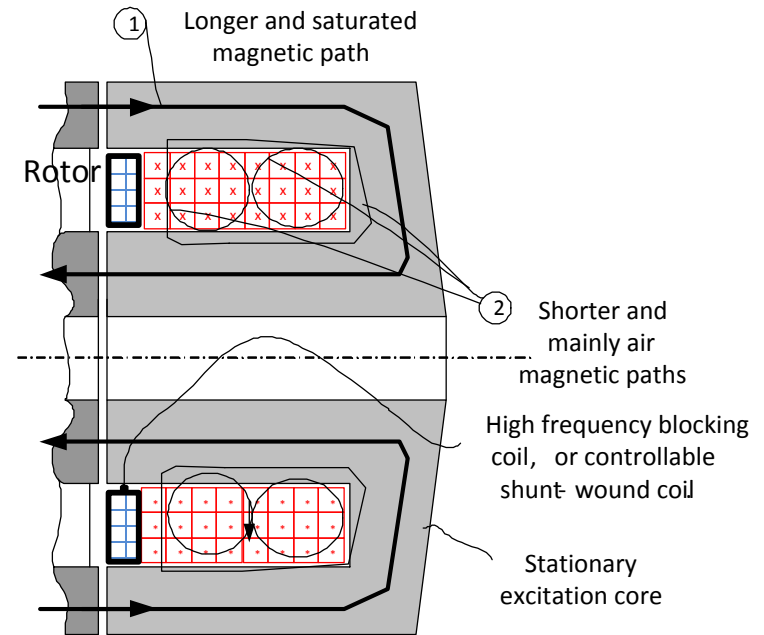 1
Longer and saturated
magnetic path
Rotor
x x x x x x x x
x x x x x x x x
x x x x x x x x
2
Shorter and
mainly air
magnetic paths
High frequency blocking
coil, or controllable
shunt- wound coil
* * * * * * * *
* * * * * * * *
* * * * * * * *
Stationary
excitation core